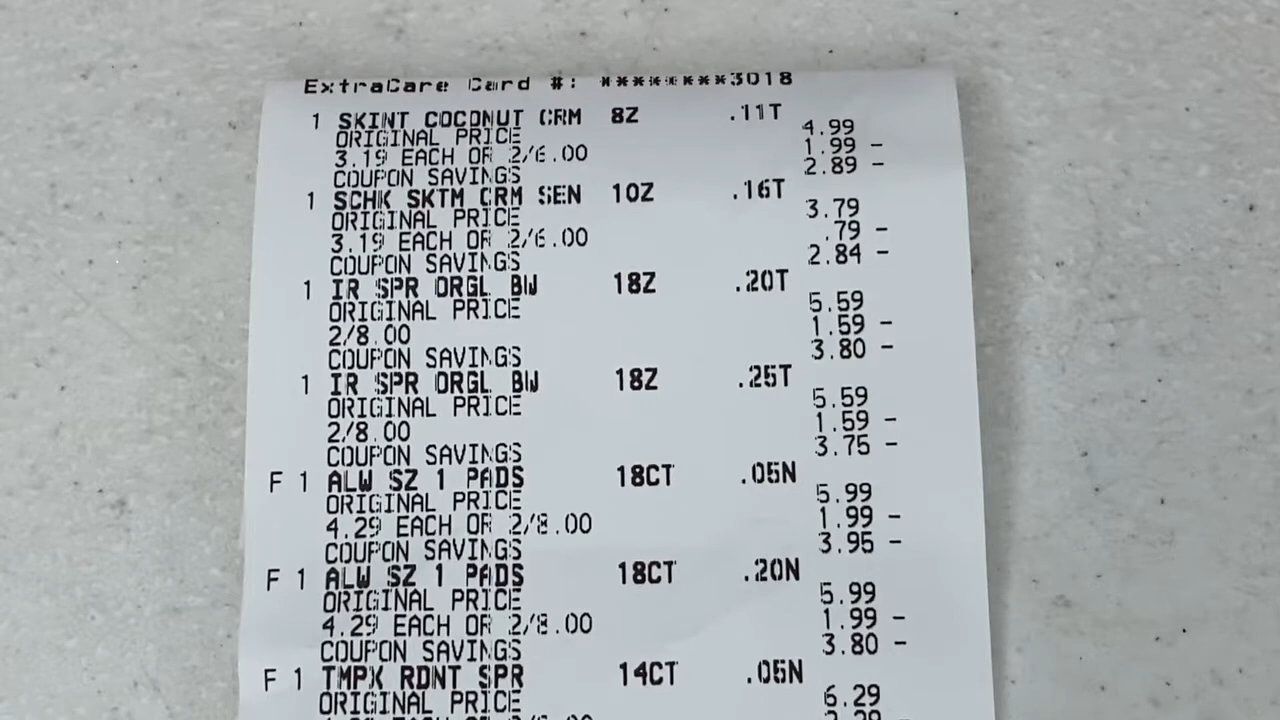 ExtraCare Card #: ********3018
1 SKINT COCONUT CRM 8Z .11T
ORIGINAL PRICE 4.99
3.19 EACH OR 2/6.00 1.99 -
COUPON SAVINGS 2.89 -
1 SCHK SKTM CRM SEN 10Z .16T
ORIGINAL PRICE 3.79
3.19 EACH OR 2/6.00 .79 -
COUPON SAVINGS 2.84 -
1 IR SPR ORGL BW 18Z .20T
ORIGINAL PRICE 5.59
2/8.00 1.59 -
COUPON SAVINGS 3.80 -
1 IR SPR ORGL BW 18Z .25T
ORIGINAL PRICE 5.59
2/8.00 1.59 -
COUPON SAVINGS 3.75 -
F 1 ALW SZ 1 PADS 18CT .05N
ORIGINAL PRICE 5.99
4.29 EACH OR 2/8.00 1.99 -
COUPON SAVINGS 3.95 -
F 1 ALW SZ 1 PADS 18CT .20N
ORIGINAL PRICE 5.99
4.29 EACH OR 2/8.00 1.99 -
COUPON SAVINGS 3.80 -
F 1 TMPX RDNT SPR 14CT .05N
ORIGINAL PRICE 6.29